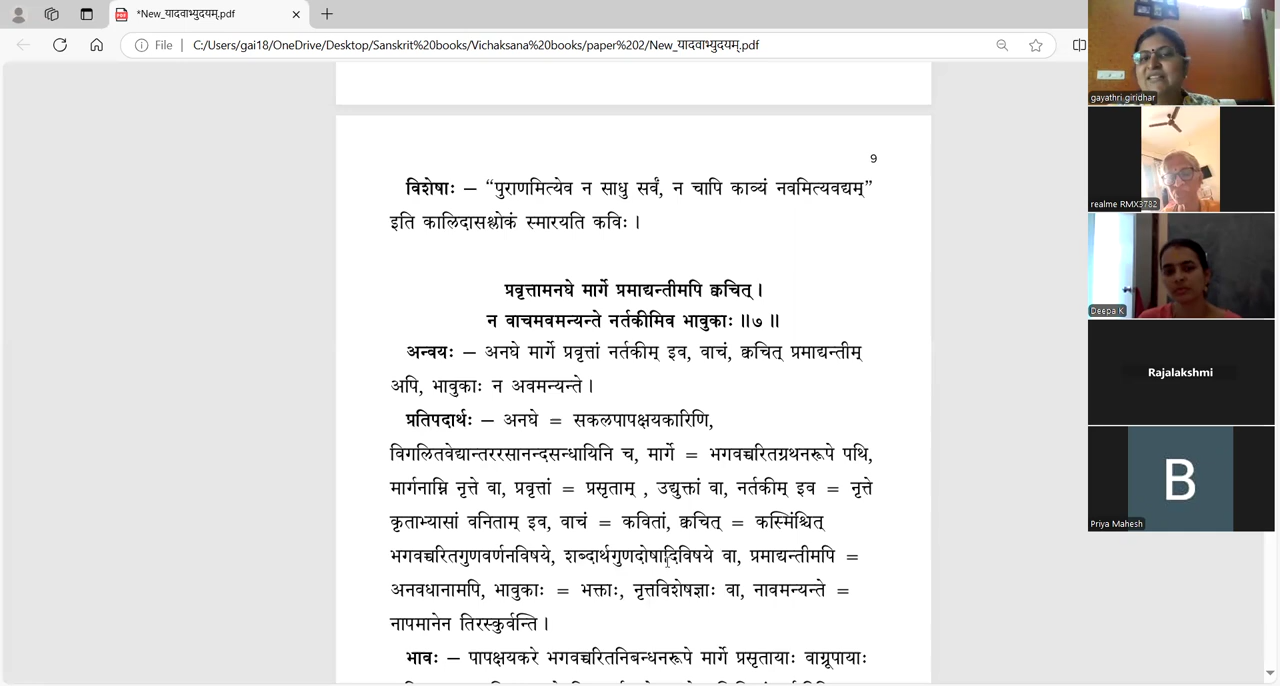 *New_यादवाभ्युदयम्.pdf
File
C:/Users/gai18/OneDrive/Desktop/Sanskrit%20books/Vichaksana%20books/paper%202/New_यादवाभ्युदयम्.pdf
9
विशेषाः – “पुराणमित्येव न साधु सर्वं, न चापि काव्यं नवमित्यवद्यम्”
इति कालिदासश्लोकं स्मारयति कविः ।
प्रवृत्तामनघे मार्गे प्रमाद्यन्तीमपि क्वचित् ।
न वाचमवमन्यन्ते नर्तकीमिव भावुकाः ॥७ ॥
अन्वयः – अनघे मार्गे प्रवृत्तां नर्तकीम् इव, वाचं, क्वचित् प्रमाद्यन्तीम्
अपि, भावुकाः न अवमन्यन्ते ।
प्रतिपदार्थः – अनघे = सकलपापक्षयकारिणि,
विगलितवेद्यान्तररसानन्दसन्धायिनि च, मार्गे = भगवच्चरितग्रथनरूपे पथि,
मार्गनाम्नि नृत्ते वा, प्रवृत्तां = प्रसृताम् , उद्युक्तां वा, नर्तकीम् इव = नृत्ते
कृताभ्यासां वनिताम् इव, वाचं = कवितां, क्वचित् = कस्मिंश्चित्
भगवच्चरितगुणवर्णनविषये, शब्दार्थगुणदोषादिविषये वा, प्रमाद्यन्तीमपि =
अनवधानामपि, भावुकाः = भक्ताः, नृत्तविशेषज्ञाः वा, नावमन्यन्ते =
नापमानेन तिरस्कुर्वन्ति ।
भावः – पापक्षयकरे भगवच्चरितनिबन्धनरूपे मार्गे प्रसृतायाः वाग्रूपायाः
gayathri giridhar
realme RMX3782
Deepa K
Rajalakshmi
B
Priya Mahesh